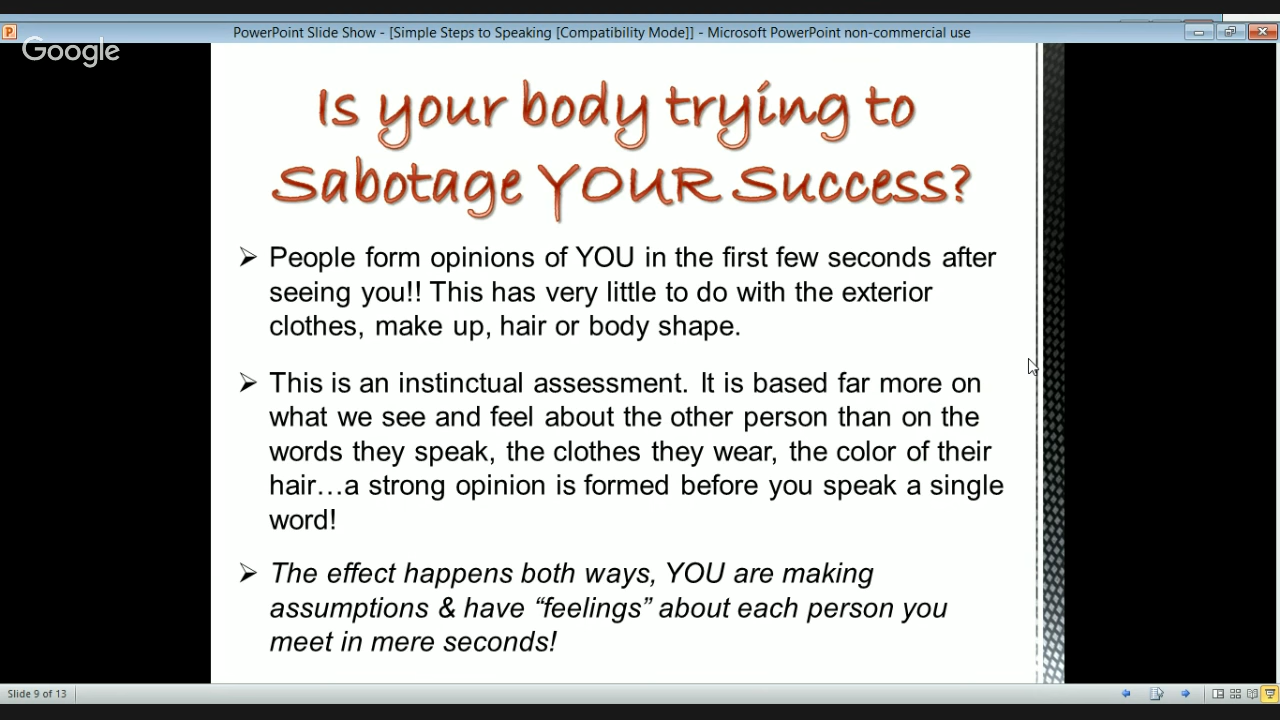 PowerPoint Slide Show - [Simple Steps to Speaking [Compatibility Mode]] - Microsoft PowerPoint non-commercial use
Google
Is your body trying to
Sabotage YOUR Success?
People form opinions of YOU in the first few seconds after
seeing you!! This has very little to do with the exterior
clothes, make up, hair or body shape.
This is an instinctual assessment. It is based far more on
what we see and feel about the other person than on the
words they speak, the clothes they wear, the color of their
hair…a strong opinion is formed before you speak a single
word!
The effect happens both ways, YOU are making
assumptions & have “feelings” about each person you
meet in mere seconds!
Slide 9 of 13